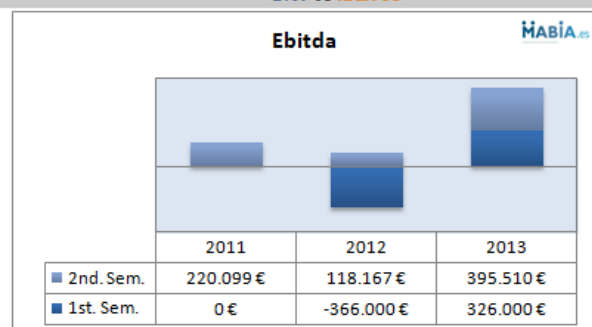 Ebitda
HABIA.es
2011 2012 2013
2nd. Sem. 220.099 € 118.167 € 395.510 €
1st. Sem. 0 € -366.000 € 326.000 €